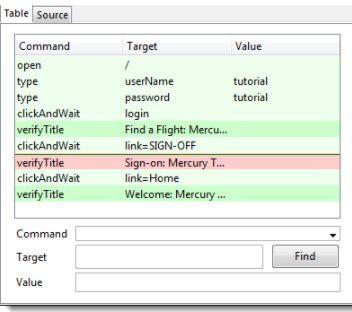 Table Source
Command Target Value
open /
type userName tutorial
type password tutorial
clickAndWait login
verifyTitle Find a Flight: Mercu...
clickAndWait link=SIGN-OFF
verifyTitle Sign-on: Mercury T...
clickAndWait link=Home
verifyTitle Welcome: Mercury ...
Command
Target Find
Value